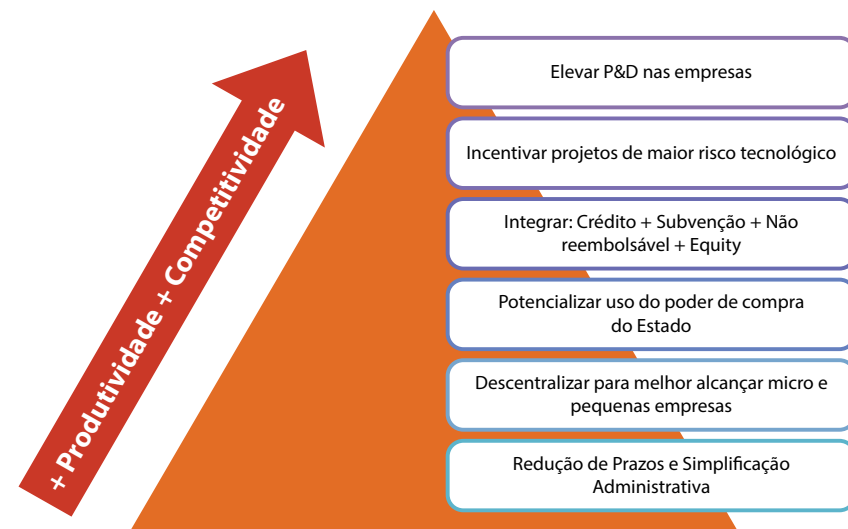 + Produtividade + Competitividade
Elevar P&D nas empresas
Incentivar projetos de maior risco tecnológico
Integrar: Crédito + Subvenção + Não
reembolsável + Equity
Potencializar uso do poder de compra
do Estado
Descentralizar para melhor alcançar micro e
pequenas empresas
Redução de Prazos e Simplificação
Administrativa